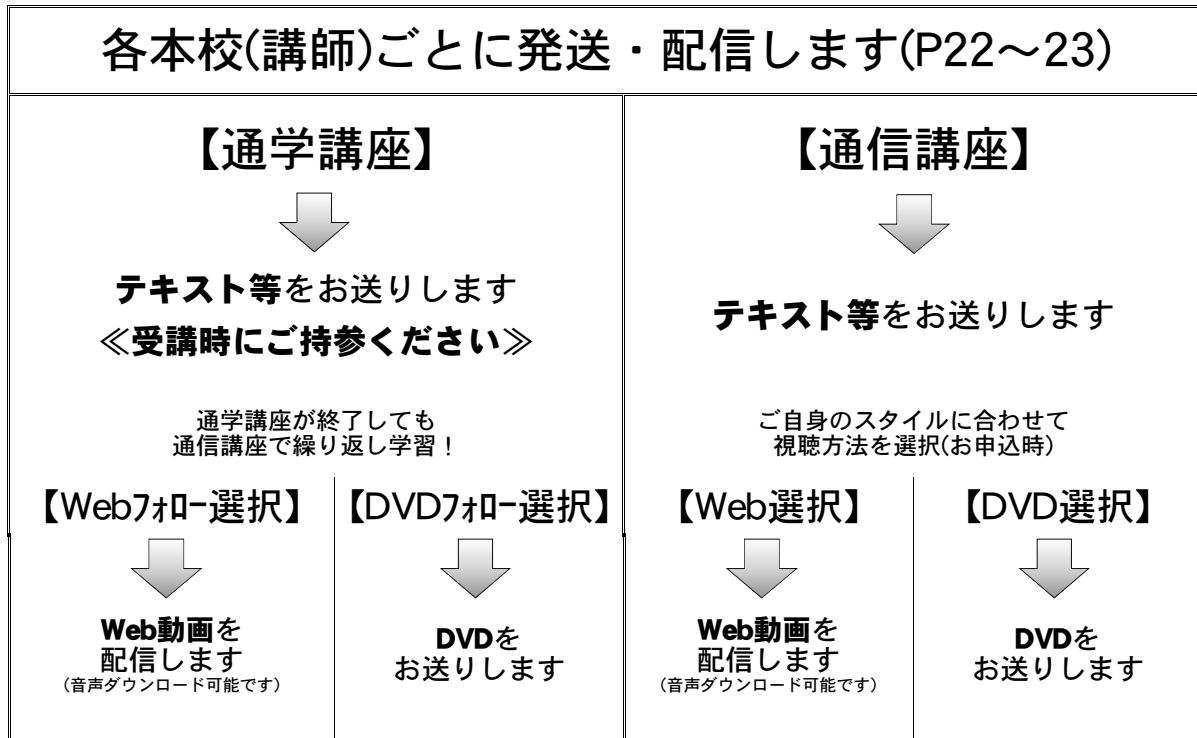 各本校(講師)ごとに発送・配信します(P22～23)
【通学講座】
テキスト等をお送りします
≪受講時にご持参ください≫
通学講座が終了しても
通信講座で繰り返し学習！
【Webﾌｫﾛｰ選択】
Web動画を
配信します
(音声ダウンロード可能です)
【DVDﾌｫﾛｰ選択】
DVDを
お送りします
【通信講座】
テキスト等をお送りします
ご自身のスタイルに合わせて
視聴方法を選択(お申込時)
【Web選択】
Web動画を
配信します
(音声ダウンロード可能です)
【DVD選択】
DVDを
お送りします